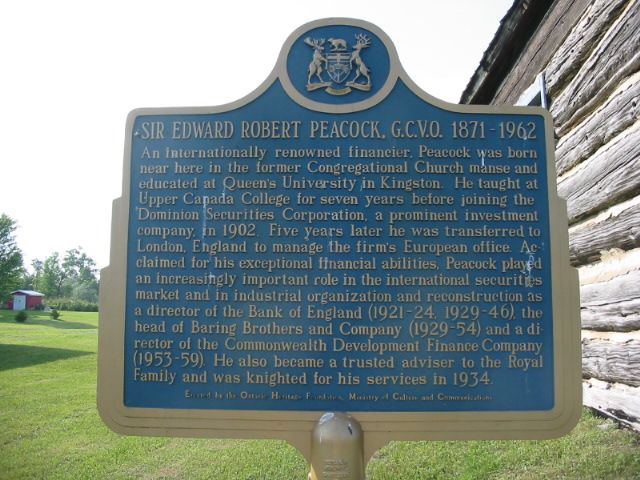 SIR EDWARD ROBERT PEACOCK, G.C.V.O. 1871-1962
An internationally renowned financier, Peacock was born
near here in the former Congregational Church manse and
educated at Queen's University in Kingston. He taught at
Upper Canada College for seven years before joining the
Dominion Securities Corporation, a prominent investment
company, in 1902. Five years later he was transferred to
London, England to manage the firm's European office. Ac-
claimed for his exceptional financial abilities, Peacock played
an increasingly important role in the international securities
market and in industrial organization and reconstruction as
a director of the Bank of England (1921-24, 1929-46), the
head of Baring Brothers and Company (1929-54) and a di-
rector of the Commonwealth Development Finance Company
(1953-59). He also became a trusted adviser to the Royal
Family and was knighted for his services in 1934.
Erected by the Ontario Heritage Foundation, Ministry of Culture and Communications